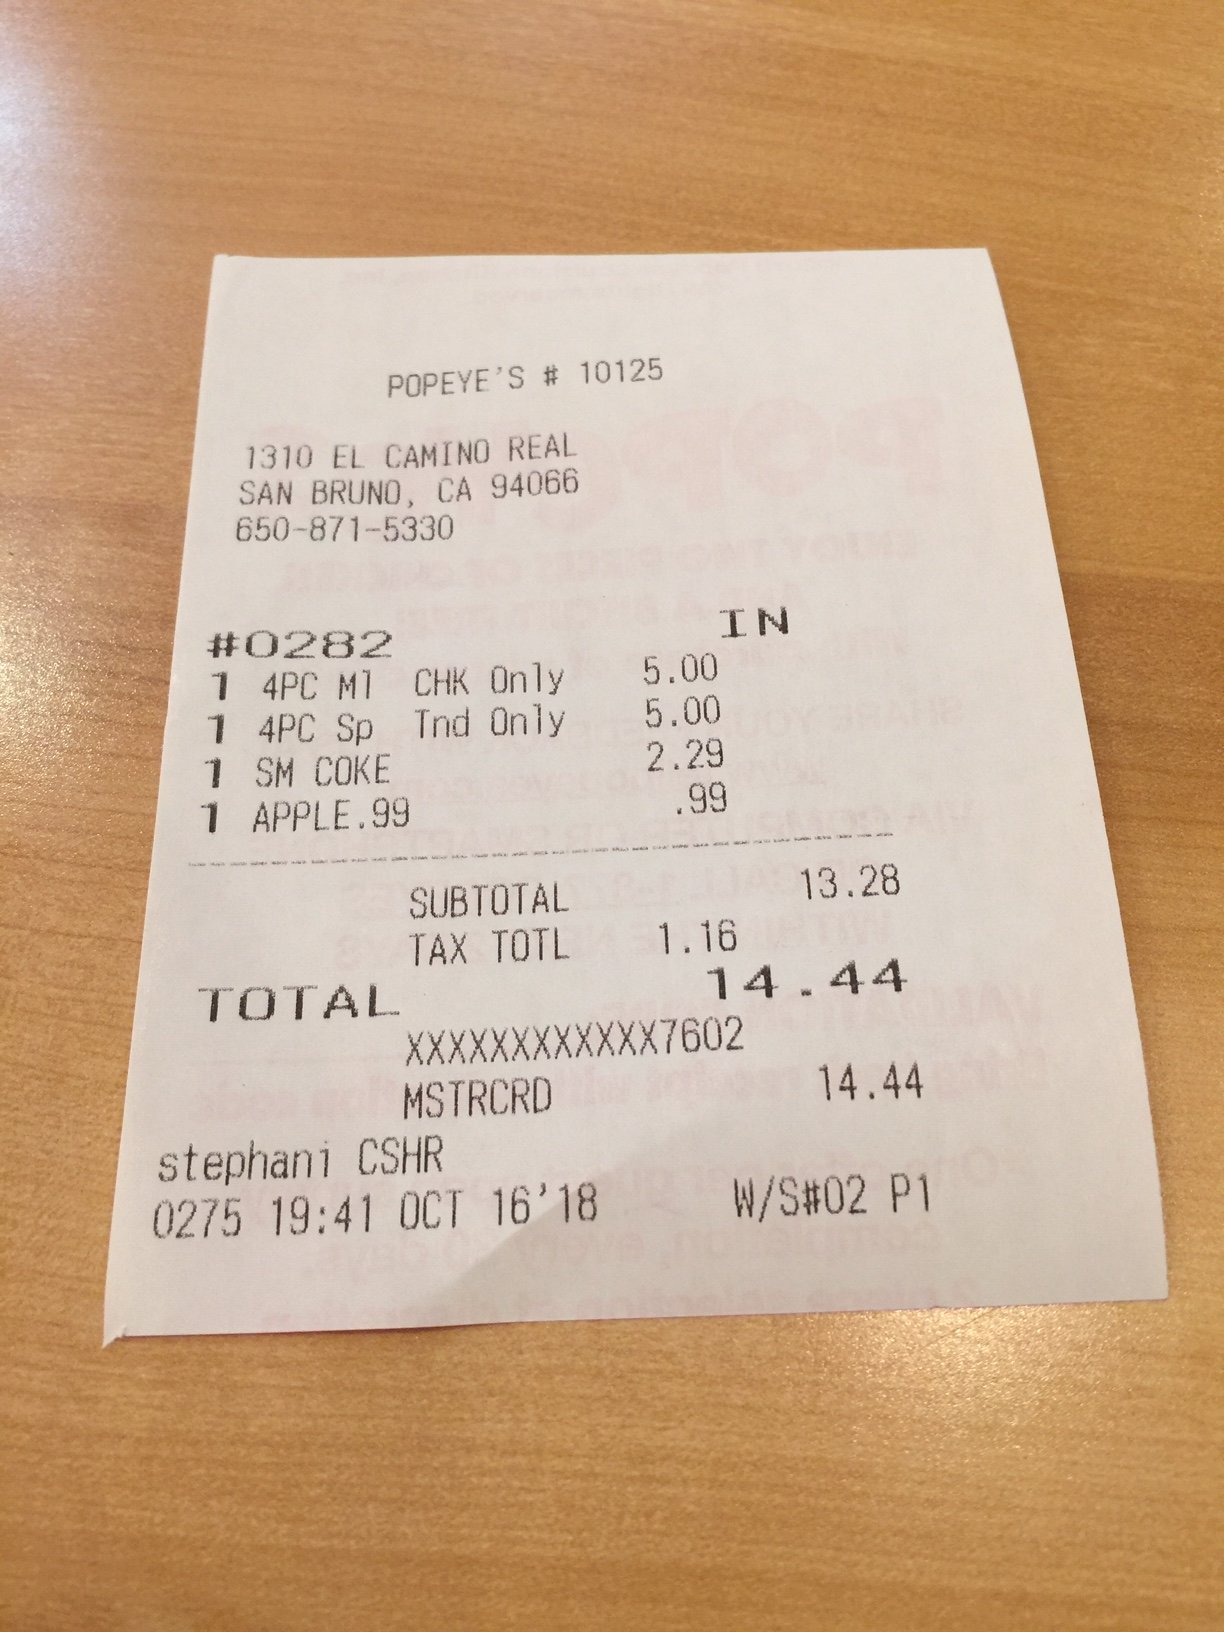 POPEYE'S # 10125
1310 EL CAMINO REAL
SAN BRUNO, CA 94066
650-871-5330
#0282 IN
1 4PC Ml CHK Only 5.00
1 4PC Sp Tnd Only 5.00
1 SM COKE 2.29
1 APPLE.99 .99
SUBTOTAL 13.28
TAX TOTL 1.16
TOTAL 14.44
XXXXXXXXXXXX7602
MSTRCRD 14.44
stephani CSHR
0275 19:41 OCT 16'18 W/S#02 P1